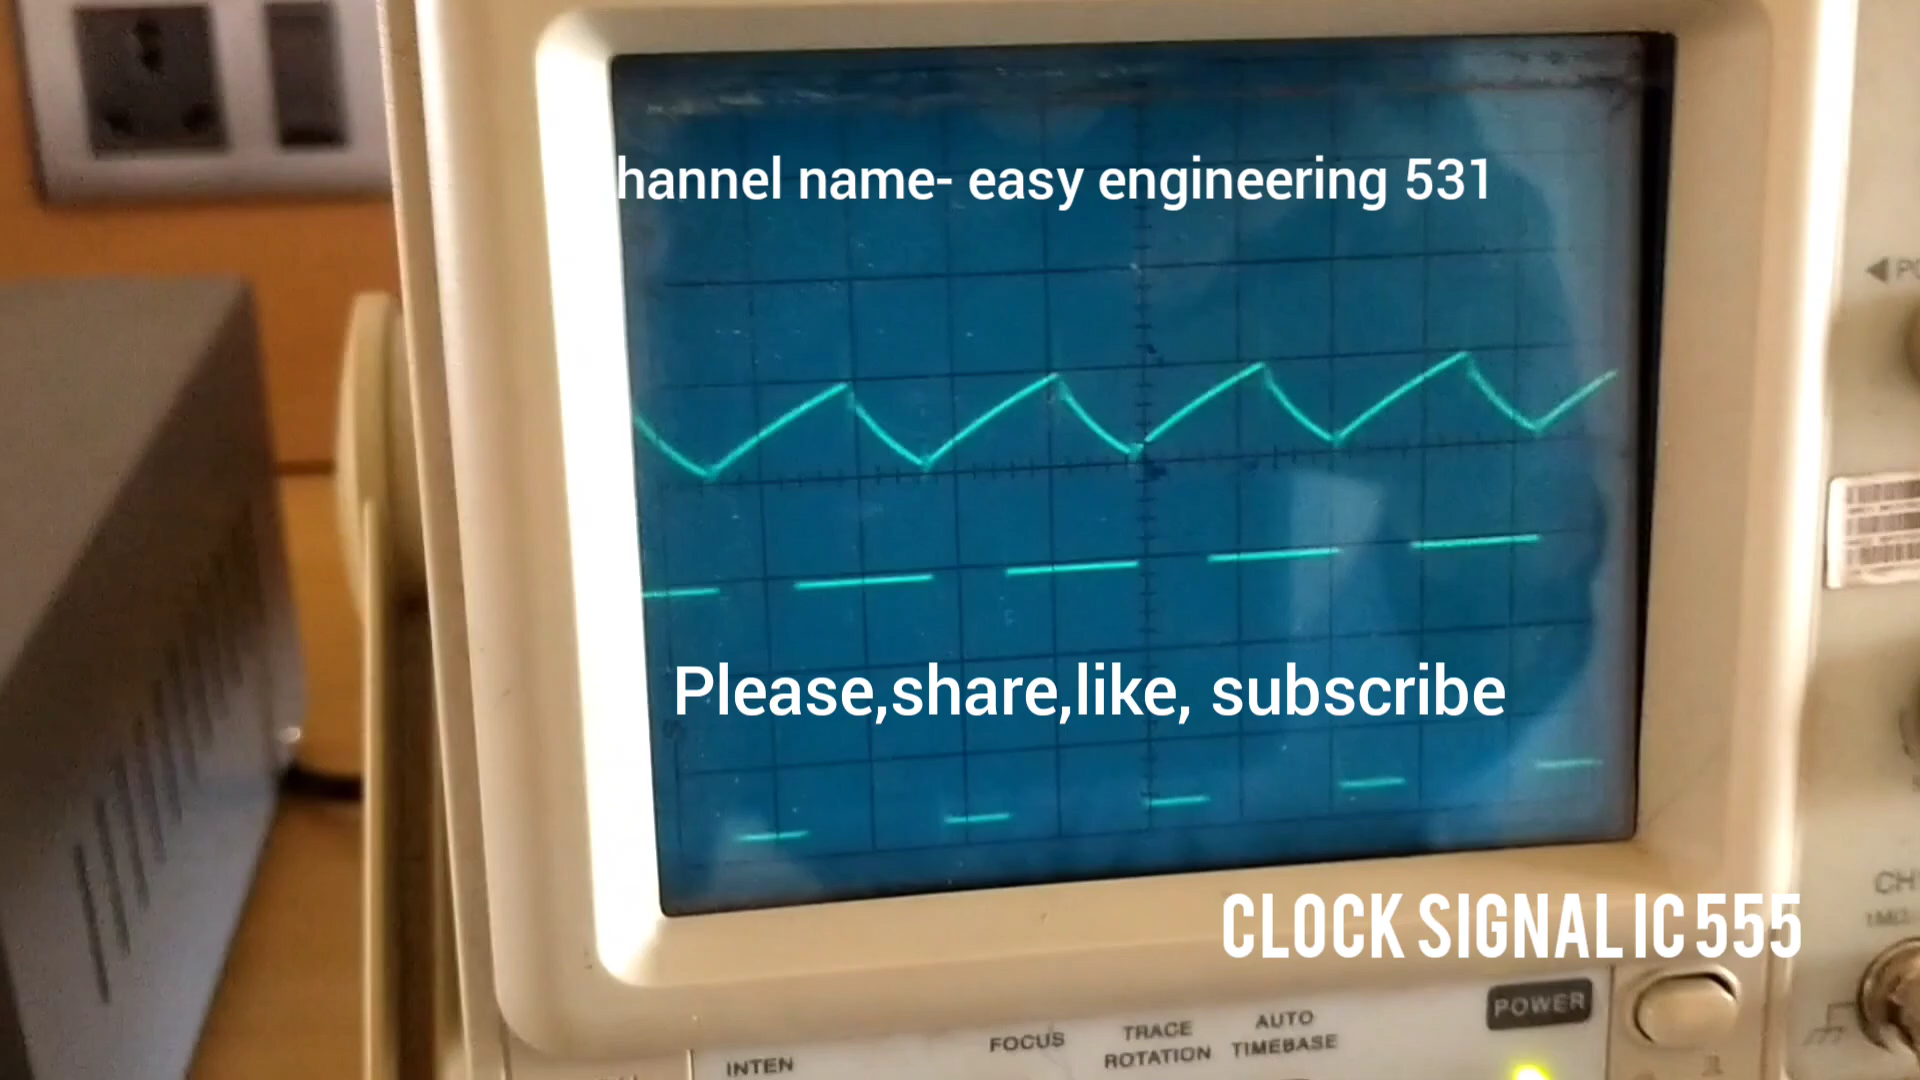 hannel name- easy engineering 531
Please,share,like, subscribe
CLOCK SIGNAL IC 555
POWER
FOCUS
TRACE
ROTATION
AUTO
TIMEBASE
INTEN
CH